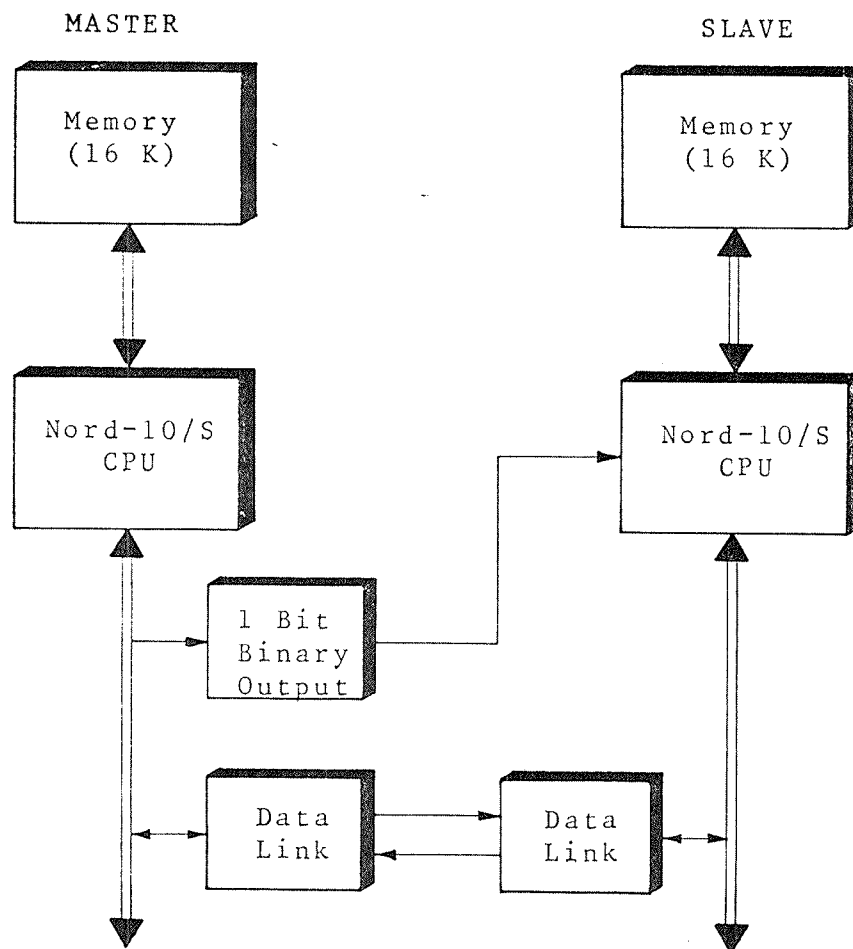 MASTER
SLAVE
Memory
(16 K)
Memory
(16 K)
Nord-10/S
CPU
Nord-10/S
CPU
1 Bit
Binary
Output
Data
Link
Data
Link